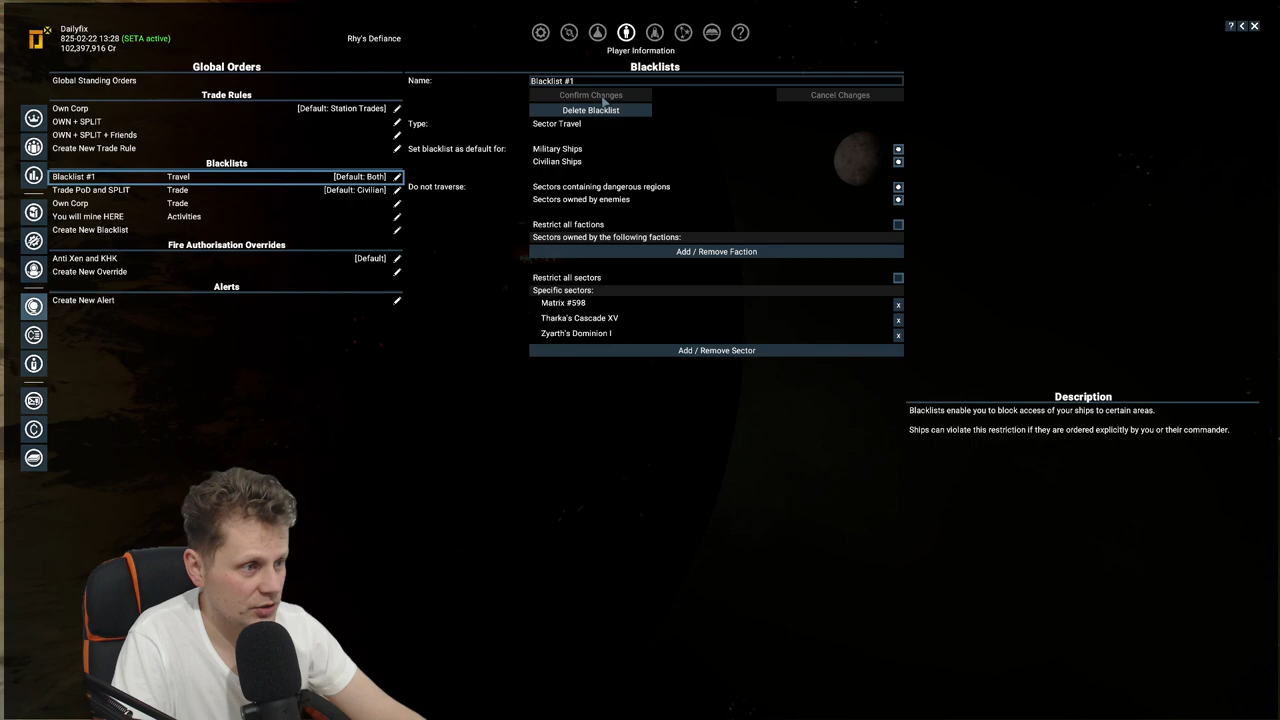 Dailyfix
825-02-22 13:28 (SETA active)
102,397,916 Cr
Rhy's Defiance
Player Information
Global Orders
Global Standing Orders
Trade Rules
Own Corp [Default: Station Trades]
OWN + SPLIT
OWN + SPLIT + Friends
Create New Trade Rule
Blacklists
Blacklist #1 Travel [Default: Both]
Trade PoD and SPLIT Trade [Default: Civilian]
Own Corp Trade
You will mine HERE Activities
Create New Blacklist
Fire Authorisation Overrides
Anti Xen and KHK [Default]
Create New Override
Alerts
Create New Alert
Blacklists
Name: Blacklist #1
Confirm Changes Cancel Changes
Delete Blacklist
Type: Sector Travel
Set blacklist as default for: Military Ships
Civilian Ships
Do not traverse: Sectors containing dangerous regions
Sectors owned by enemies
Restrict all factions
Sectors owned by the following factions:
Add / Remove Faction
Restrict all sectors
Specific sectors:
Matrix #598 x
Tharka's Cascade XV x
Zyarth's Dominion I x
Add / Remove Sector
Description
Blacklists enable you to block access of your ships to certain areas.
Ships can violate this restriction if they are ordered explicitly by you or their commander.